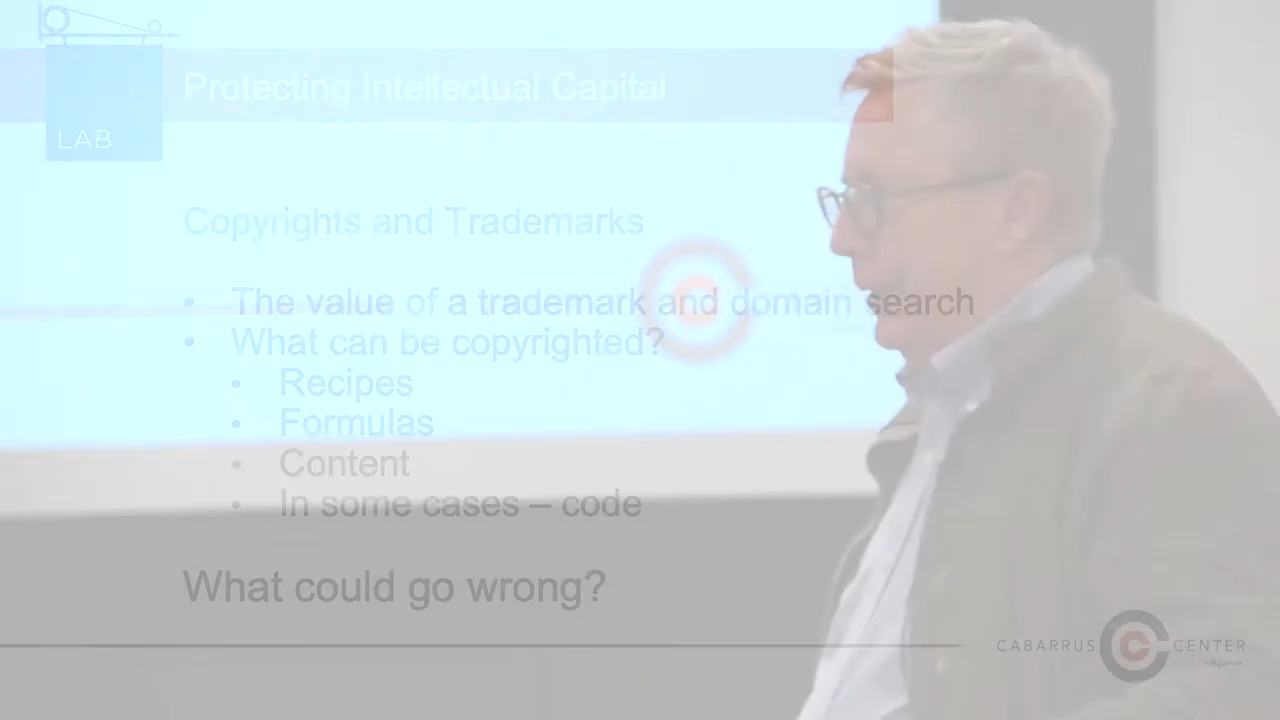 Protecting Intellectual Capital
LAB
Copyrights and Trademarks
• The value of a trademark and domain search
• What can be copyrighted?
• Recipes
• Formulas
• Content
• In some cases – code
What could go wrong?
CABARRUS CENTER